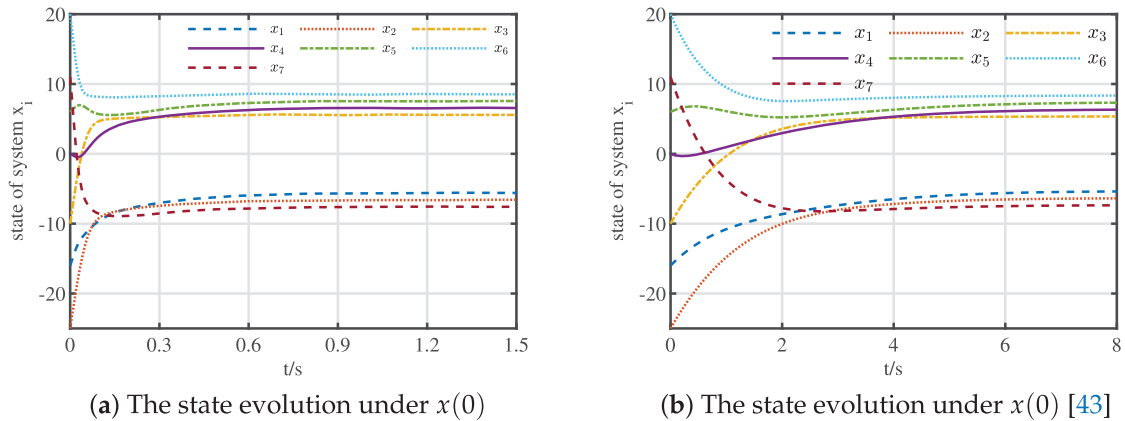 x₁ x₂ x₃
x₄ x₅ x₆
x₇
20
10
0
-10
-20
state of system xᵢ
0 0.3 0.6 0.9 1.2 1.5
t/s
(a) The state evolution under x(0)
x₁ x₂ x₃
x₄ x₅ x₆
x₇
20
10
0
-10
-20
state of system xᵢ
0 2 4 6 8
t/s
(b) The state evolution under x(0) [43]